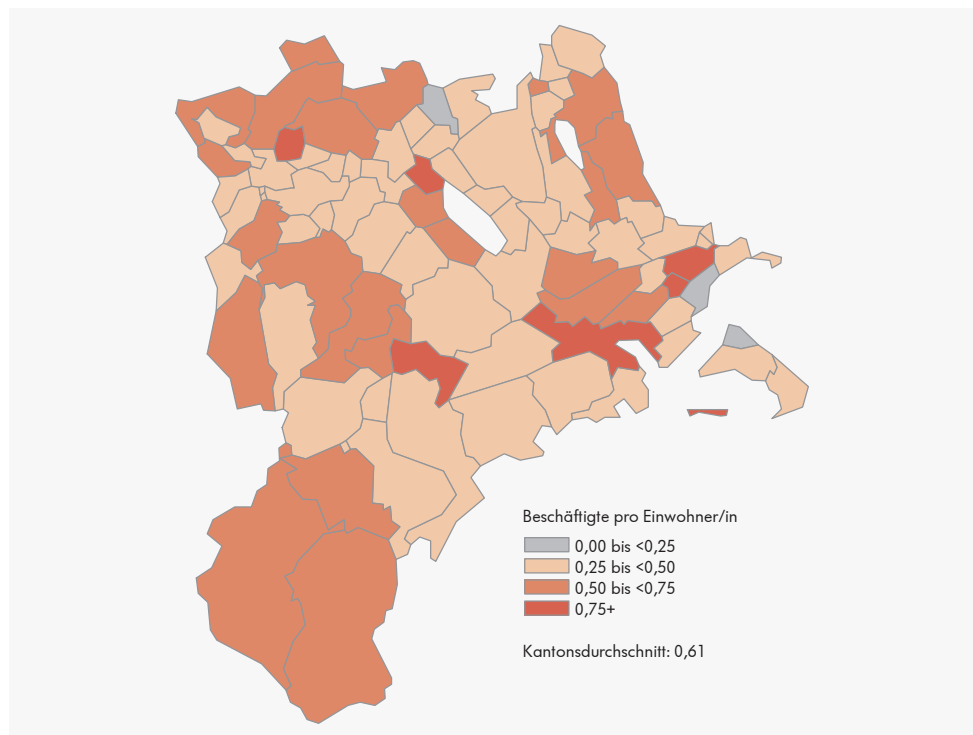 Beschäftigte pro Einwohner/in
0,00 bis <0,25
0,25 bis <0,50
0,50 bis <0,75
0,75+
Kantonsdurchschnitt: 0,61